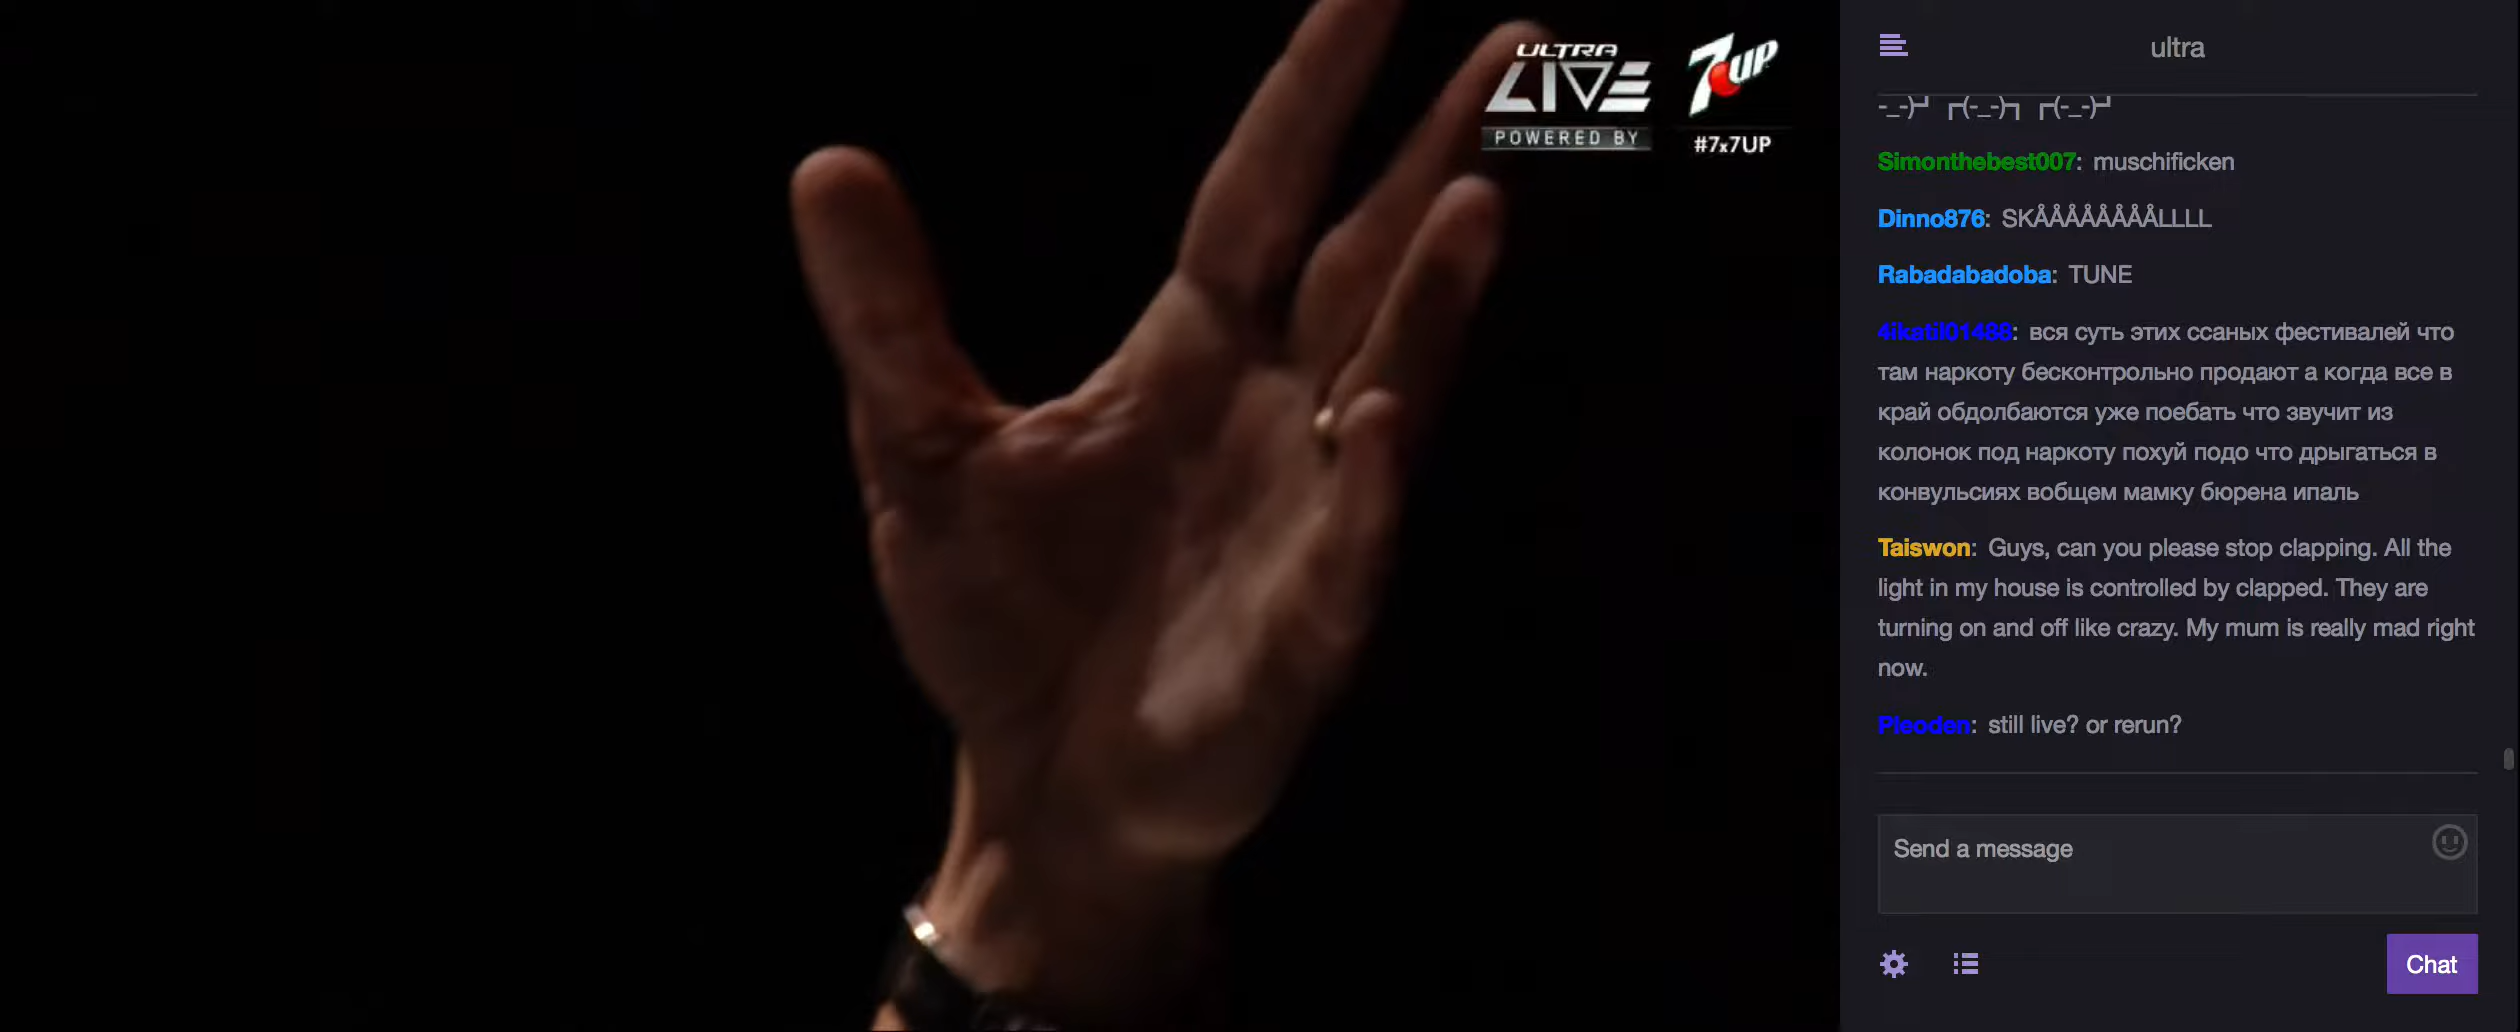 ULTRA
LIVE
POWERED BY
7UP
#7x7UP
ultra
-_-)┛ ┏(-_-)┓ ┏(-_-)┛
Simonthebest007: muschificken
Dinno876: SKÅÅÅÅÅÅÅÅLLLL
Rabadabadoba: TUNE
4ikatil01488: вся суть этих ссаных фестивалей что
там наркоту бесконтрольно продают а когда все в
край обдолбаются уже поебать что звучит из
колонок под наркоту похуй подо что дрыгаться в
конвульсиях вобщем мамку бюрена ипаль
Taiswon: Guys, can you please stop clapping. All the
light in my house is controlled by clapped. They are
turning on and off like crazy. My mum is really mad right
now.
Pleoden: still live? or rerun?
Send a message
Chat